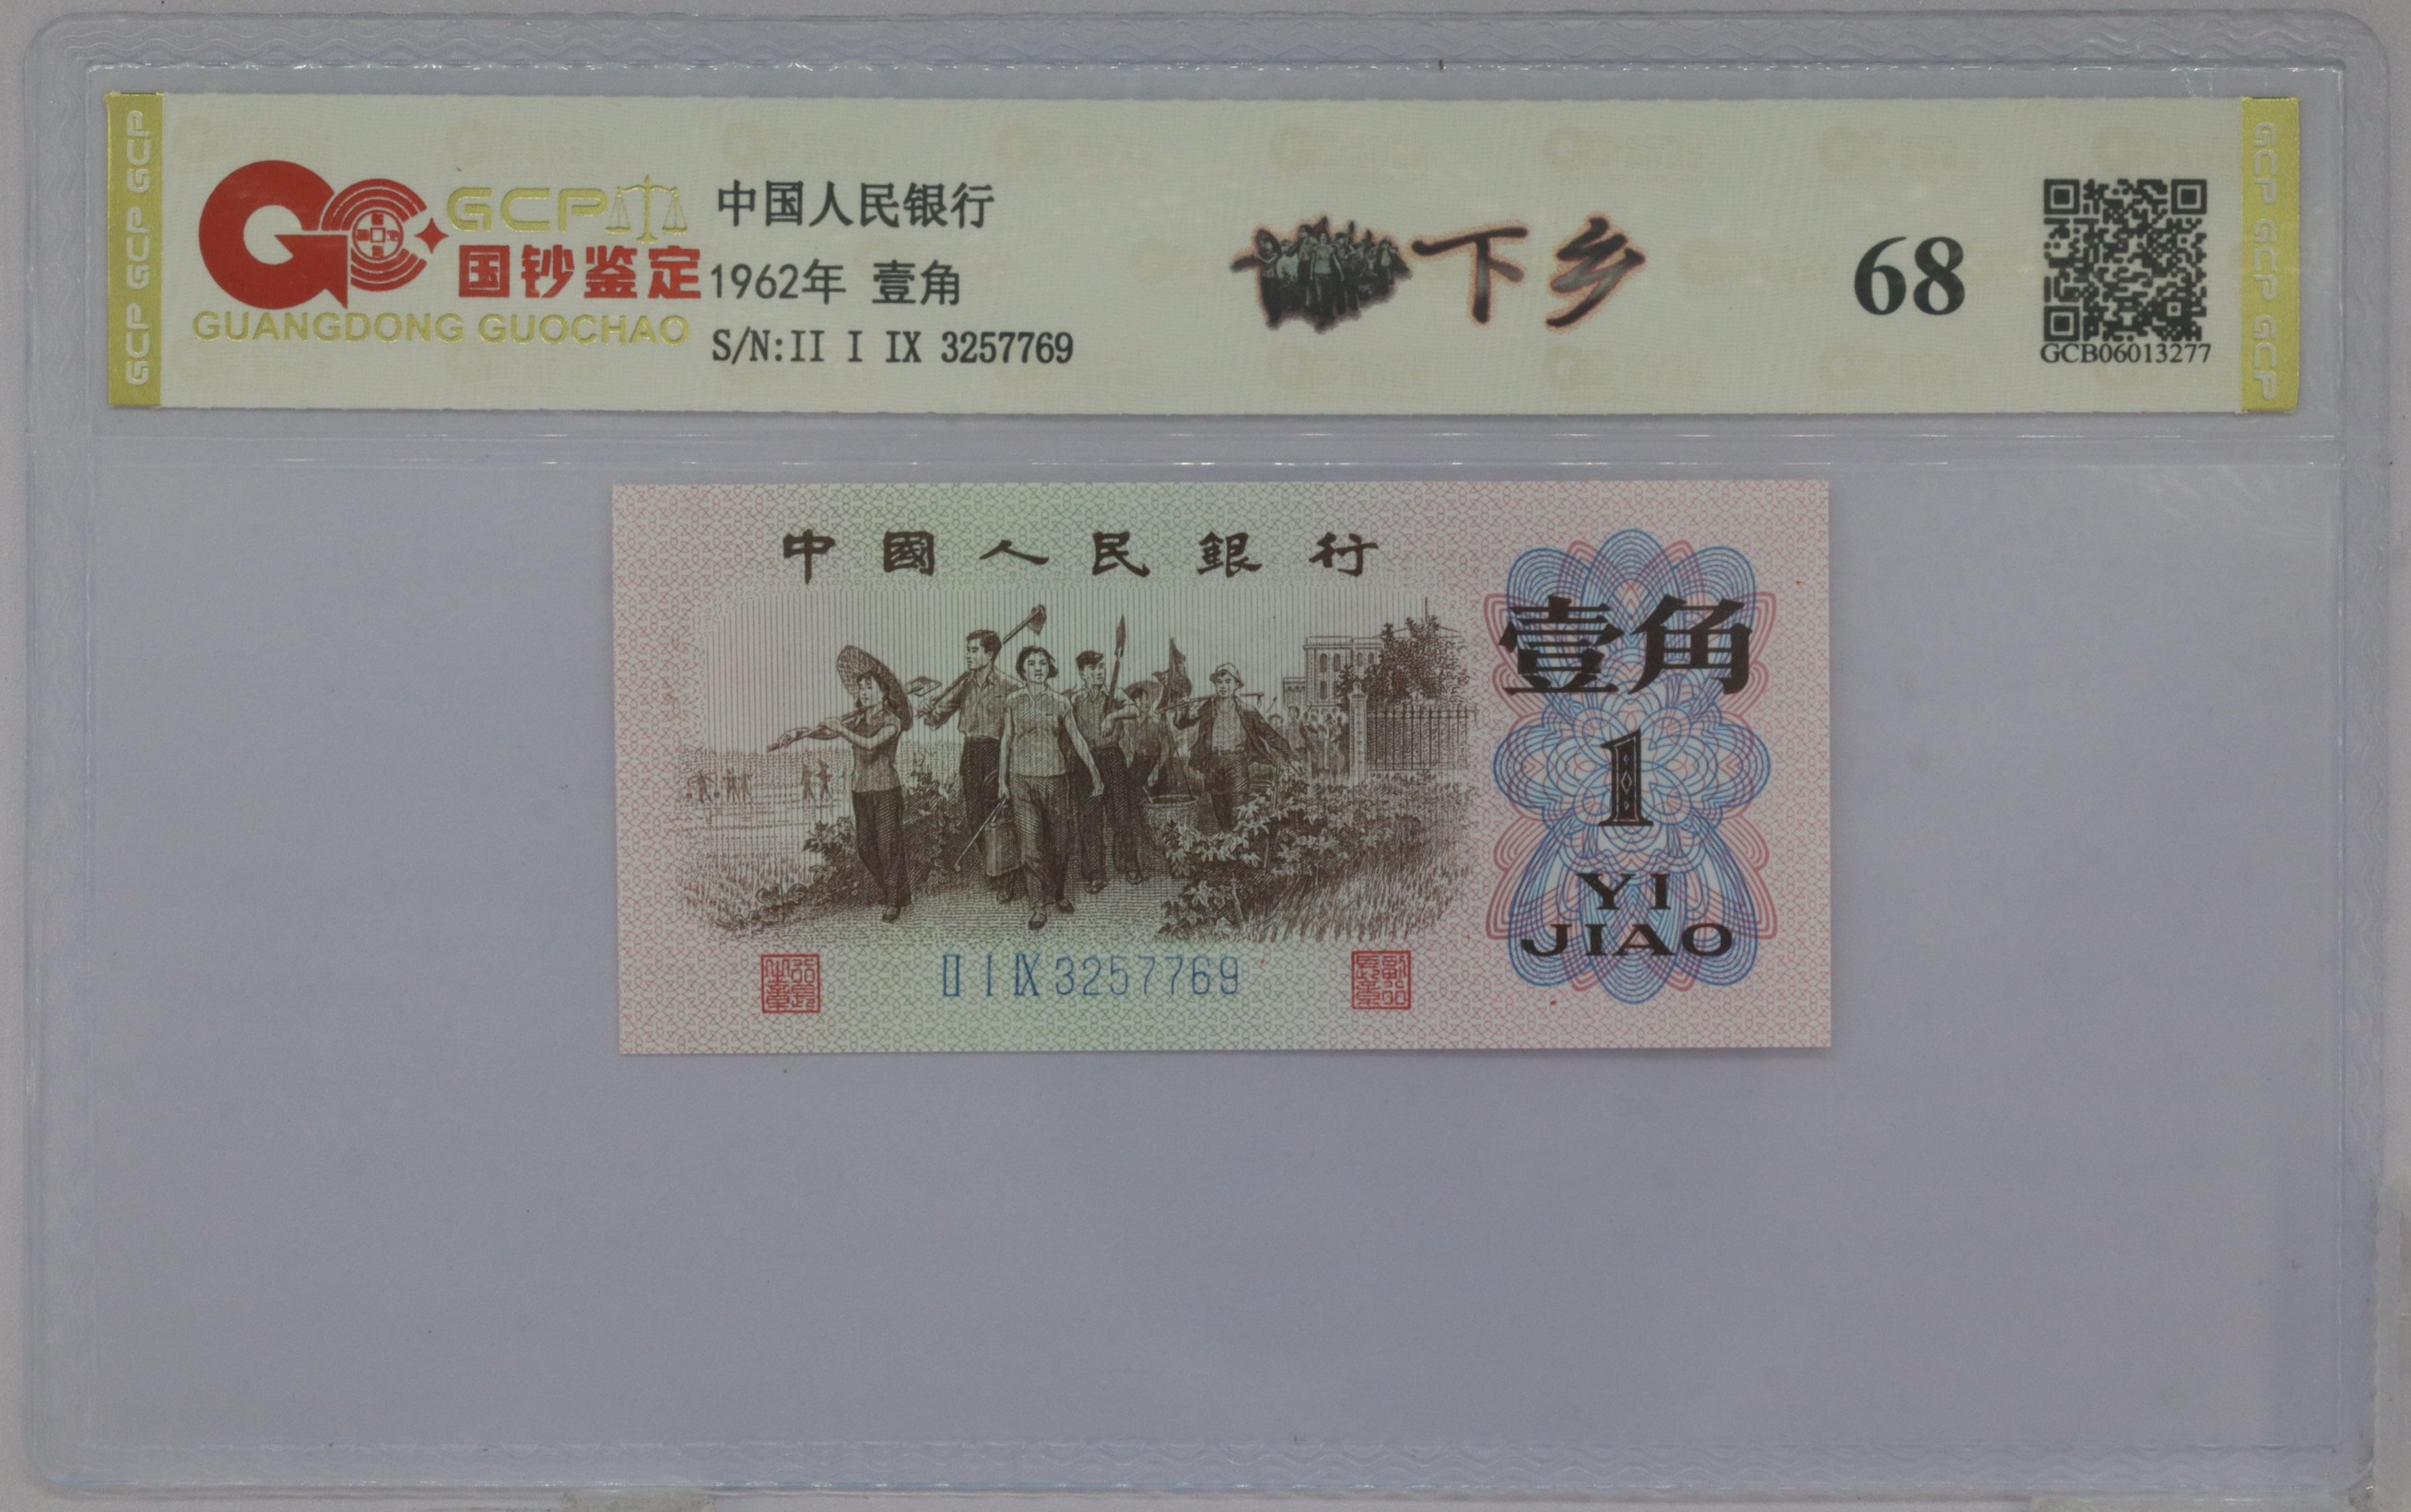 GCP GCP GCP
GCP
国钞鉴定
GUANGDONG GUOCHAO
中国人民银行
1962年 壹角
S/N:II I IX 3257769
下乡
68
GCB06013277
GCP GCP GCP
中國人民銀行
壹角
1
YI
JIAO
II I IX 3257769